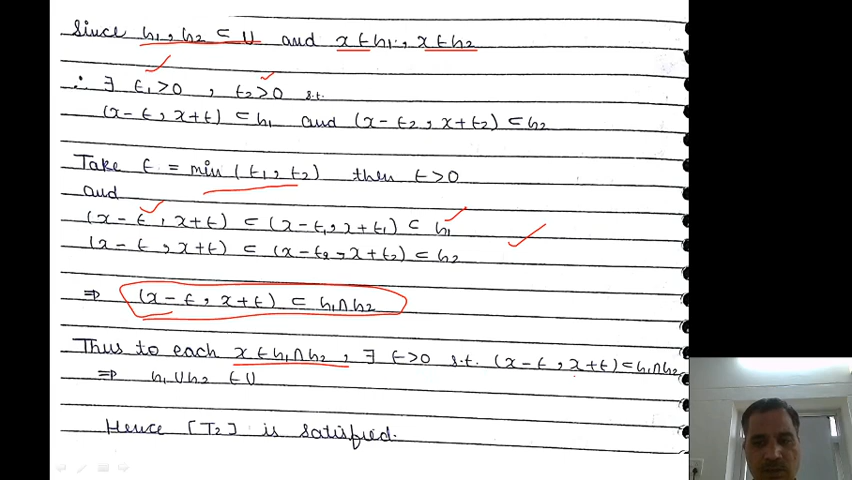 Since h₁, h₂ ⊂ U and x ∈ h₁, x ∈ h₂
∴ ∃ ϵ₁>0 , ϵ₂>0 s.t.
(x-ϵ, x+ϵ) ⊂ h₁ and (x-ϵ₂, x+ϵ₂) ⊂ h₂
Take ϵ = min(ϵ₁, ϵ₂) then ϵ>0
and
(x-ϵ, x+ϵ) ⊂ (x-ϵ₁, x+ϵ₁) ⊂ h₁
(x-ϵ, x+ϵ) ⊂ (x-ϵ₂, x+ϵ₂) ⊂ h₂
⇒ (x-ϵ, x+ϵ) ⊂ h₁∩h₂
Thus to each x ∈ h₁∩h₂, ∃ ϵ>0 s.t. (x-ϵ, x+ϵ) ⊂ h₁∩h₂
⇒ h₁∪h₂ ∈ U
Hence [T₂] is satisfied.